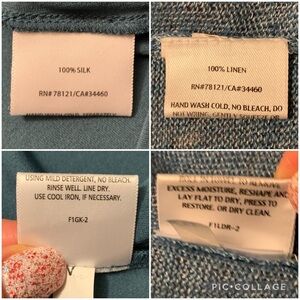 100% SILK
RN# 78121/CA#34460
100% LINEN
RN#78121/CA#34460
HAND WASH COLD, NO BLEACH, DO
USING MILD DETERGENT, NO BLEACH.
RINSE WELL. LINE DRY.
USE COOL IRON, IF NECESSARY.
F1GK-2
EXCESS MOISTURE, RESHAPE AND
LAY FLAT TO DRY, PRESS TO
RESTORE. OR DRY CLEAN.
F1LDR-2
PIC•COLLAGE